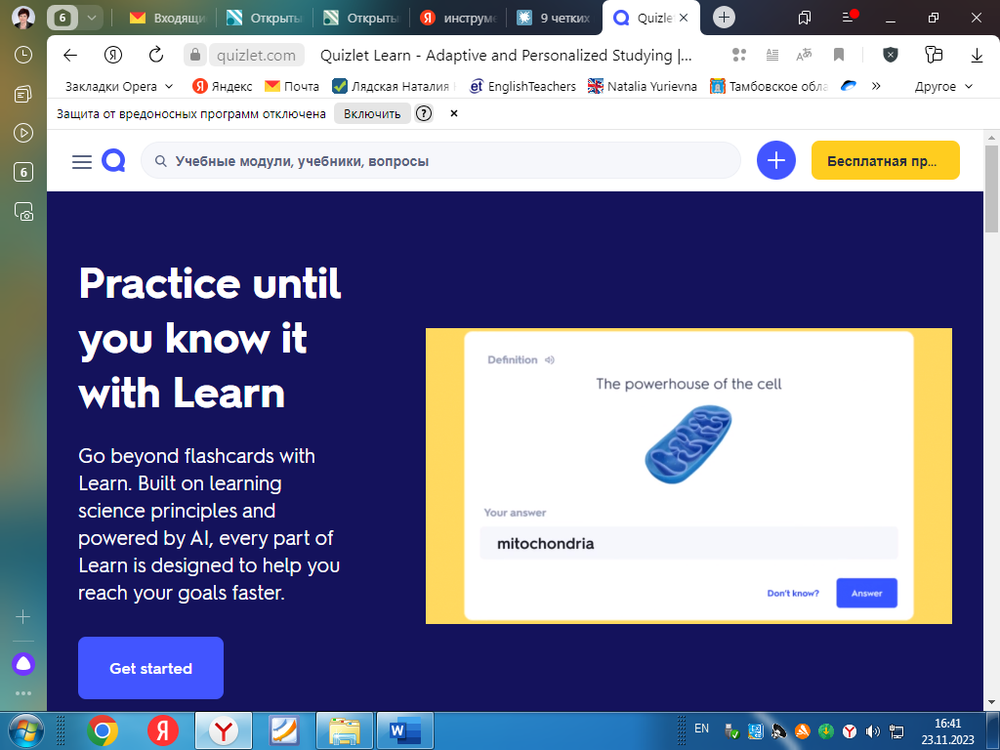 6
Входящи
Открыты
Открыты
инструме
9 четких
Quizle
quizlet.com
Quizlet Learn - Adaptive and Personalized Studying |...
Закладки Opera
Яндекс
Почта
Лядская Наталия
EnglishTeachers
Natalia Yurievna
Тамбовское обла
»
Другое
Защита от вредоносных программ отключена
Включить
?
6
Учебные модули, учебники, вопросы
Бесплатная пр...
Practice until
you know it
with Learn
Go beyond flashcards with
Learn. Built on learning
science principles and
powered by AI, every part of
Learn is designed to help you
reach your goals faster.
Get started
Definition
The powerhouse of the cell
Your answer
mitochondria
Don't know?
Answer
EN
16:41
23.11.2023